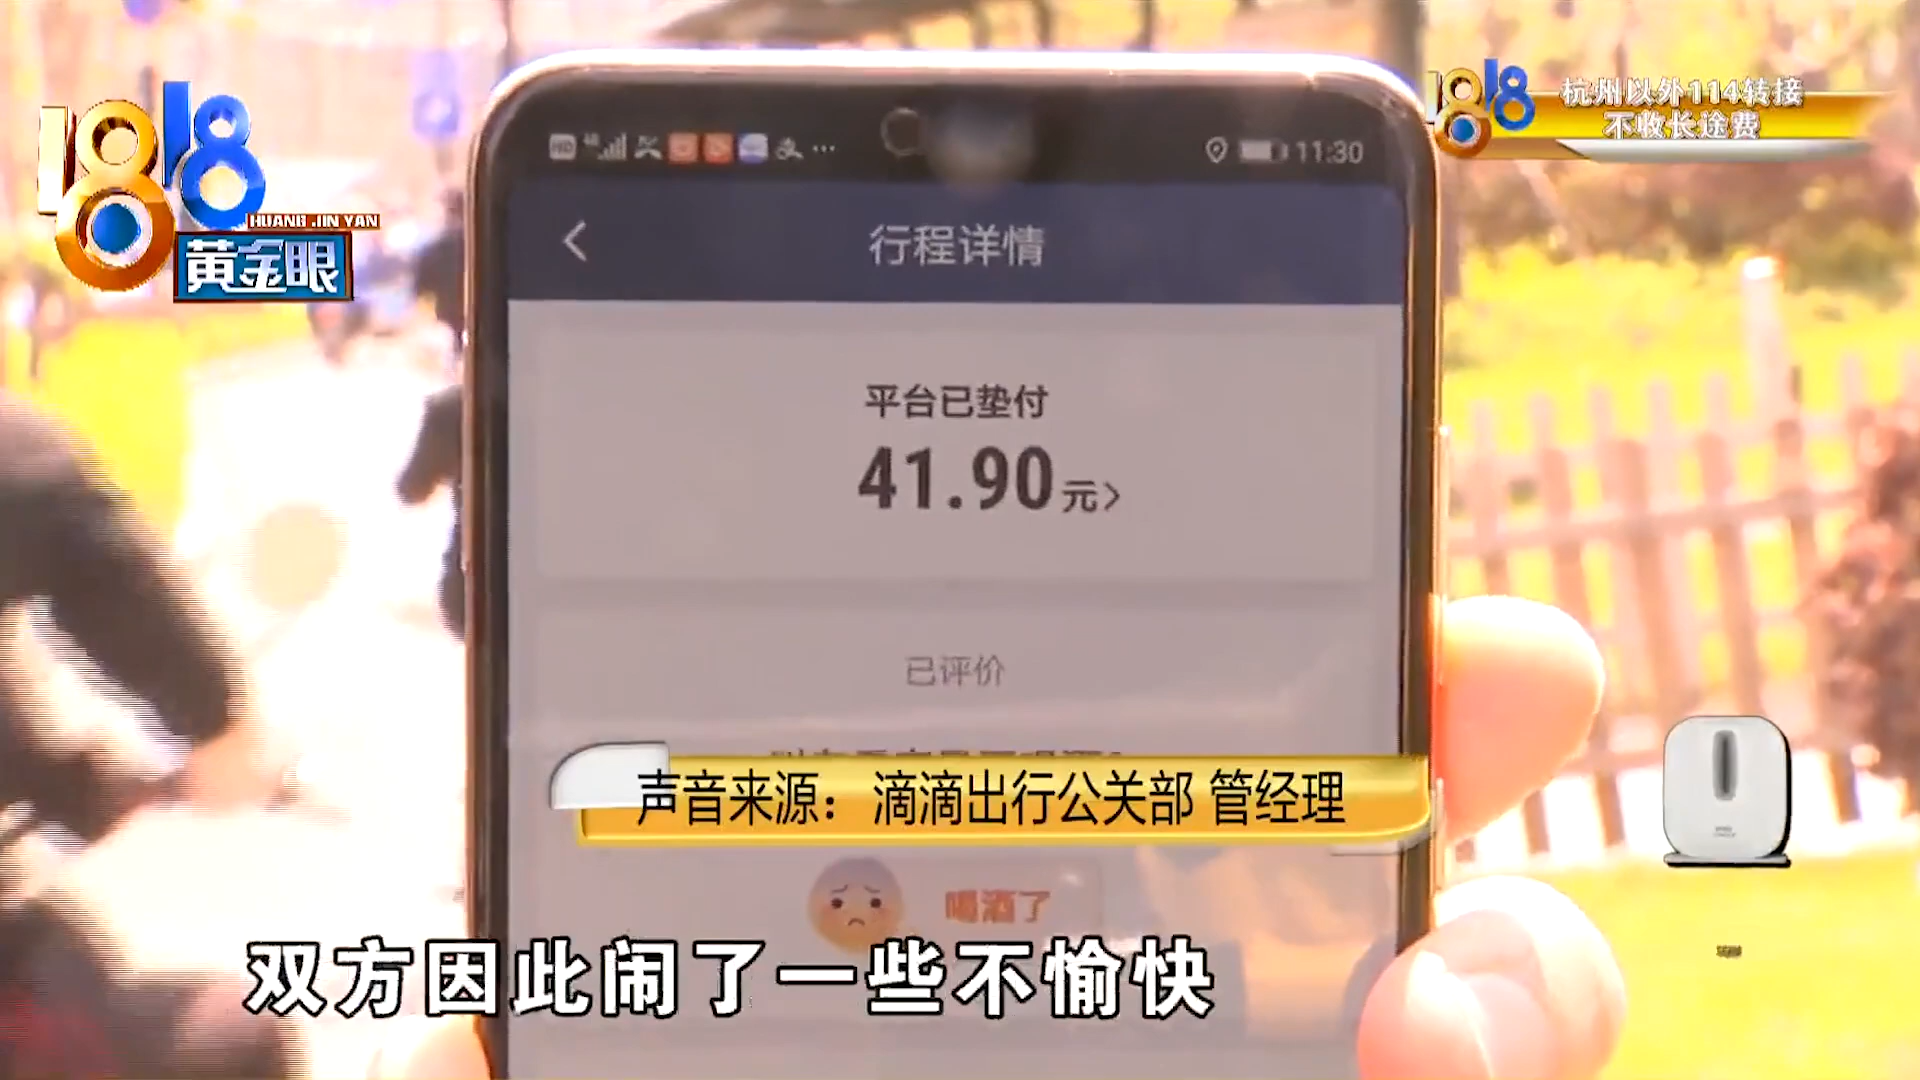 1818
HUANG JIN YAN
黄金眼
1818
杭州以外114转接
不收长途费
HD
11:30
行程详情
平台已垫付
41.90元
已评价
声音来源：滴滴出行公关部 管经理
喝酒了
双方因此闹了一些不愉快